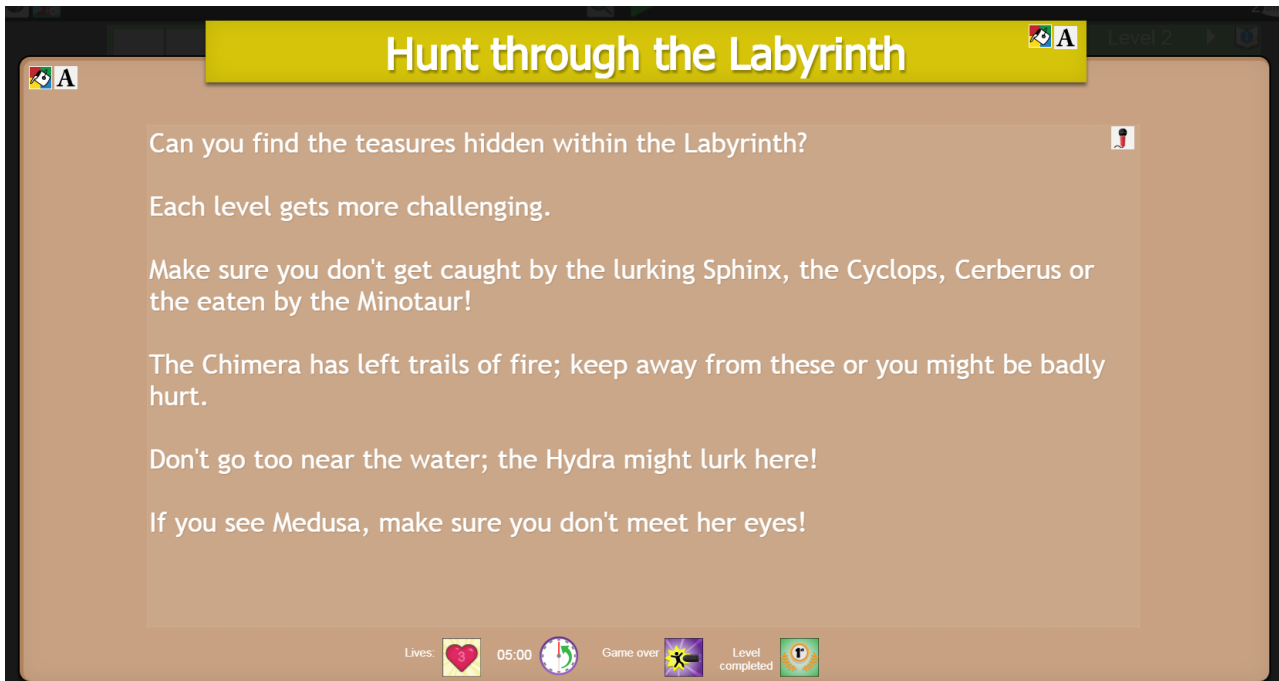 Hunt through the Labyrinth
A
Level 2
A
Can you find the teasures hidden within the Labyrinth?
Each level gets more challenging.
Make sure you don't get caught by the lurking Sphinx, the Cyclops, Cerberus or
the eaten by the Minotaur!
The Chimera has left trails of fire; keep away from these or you might be badly
hurt.
Don't go too near the water; the Hydra might lurk here!
If you see Medusa, make sure you don't meet her eyes!
Lives: 3 05:00 Game over Level
completed r